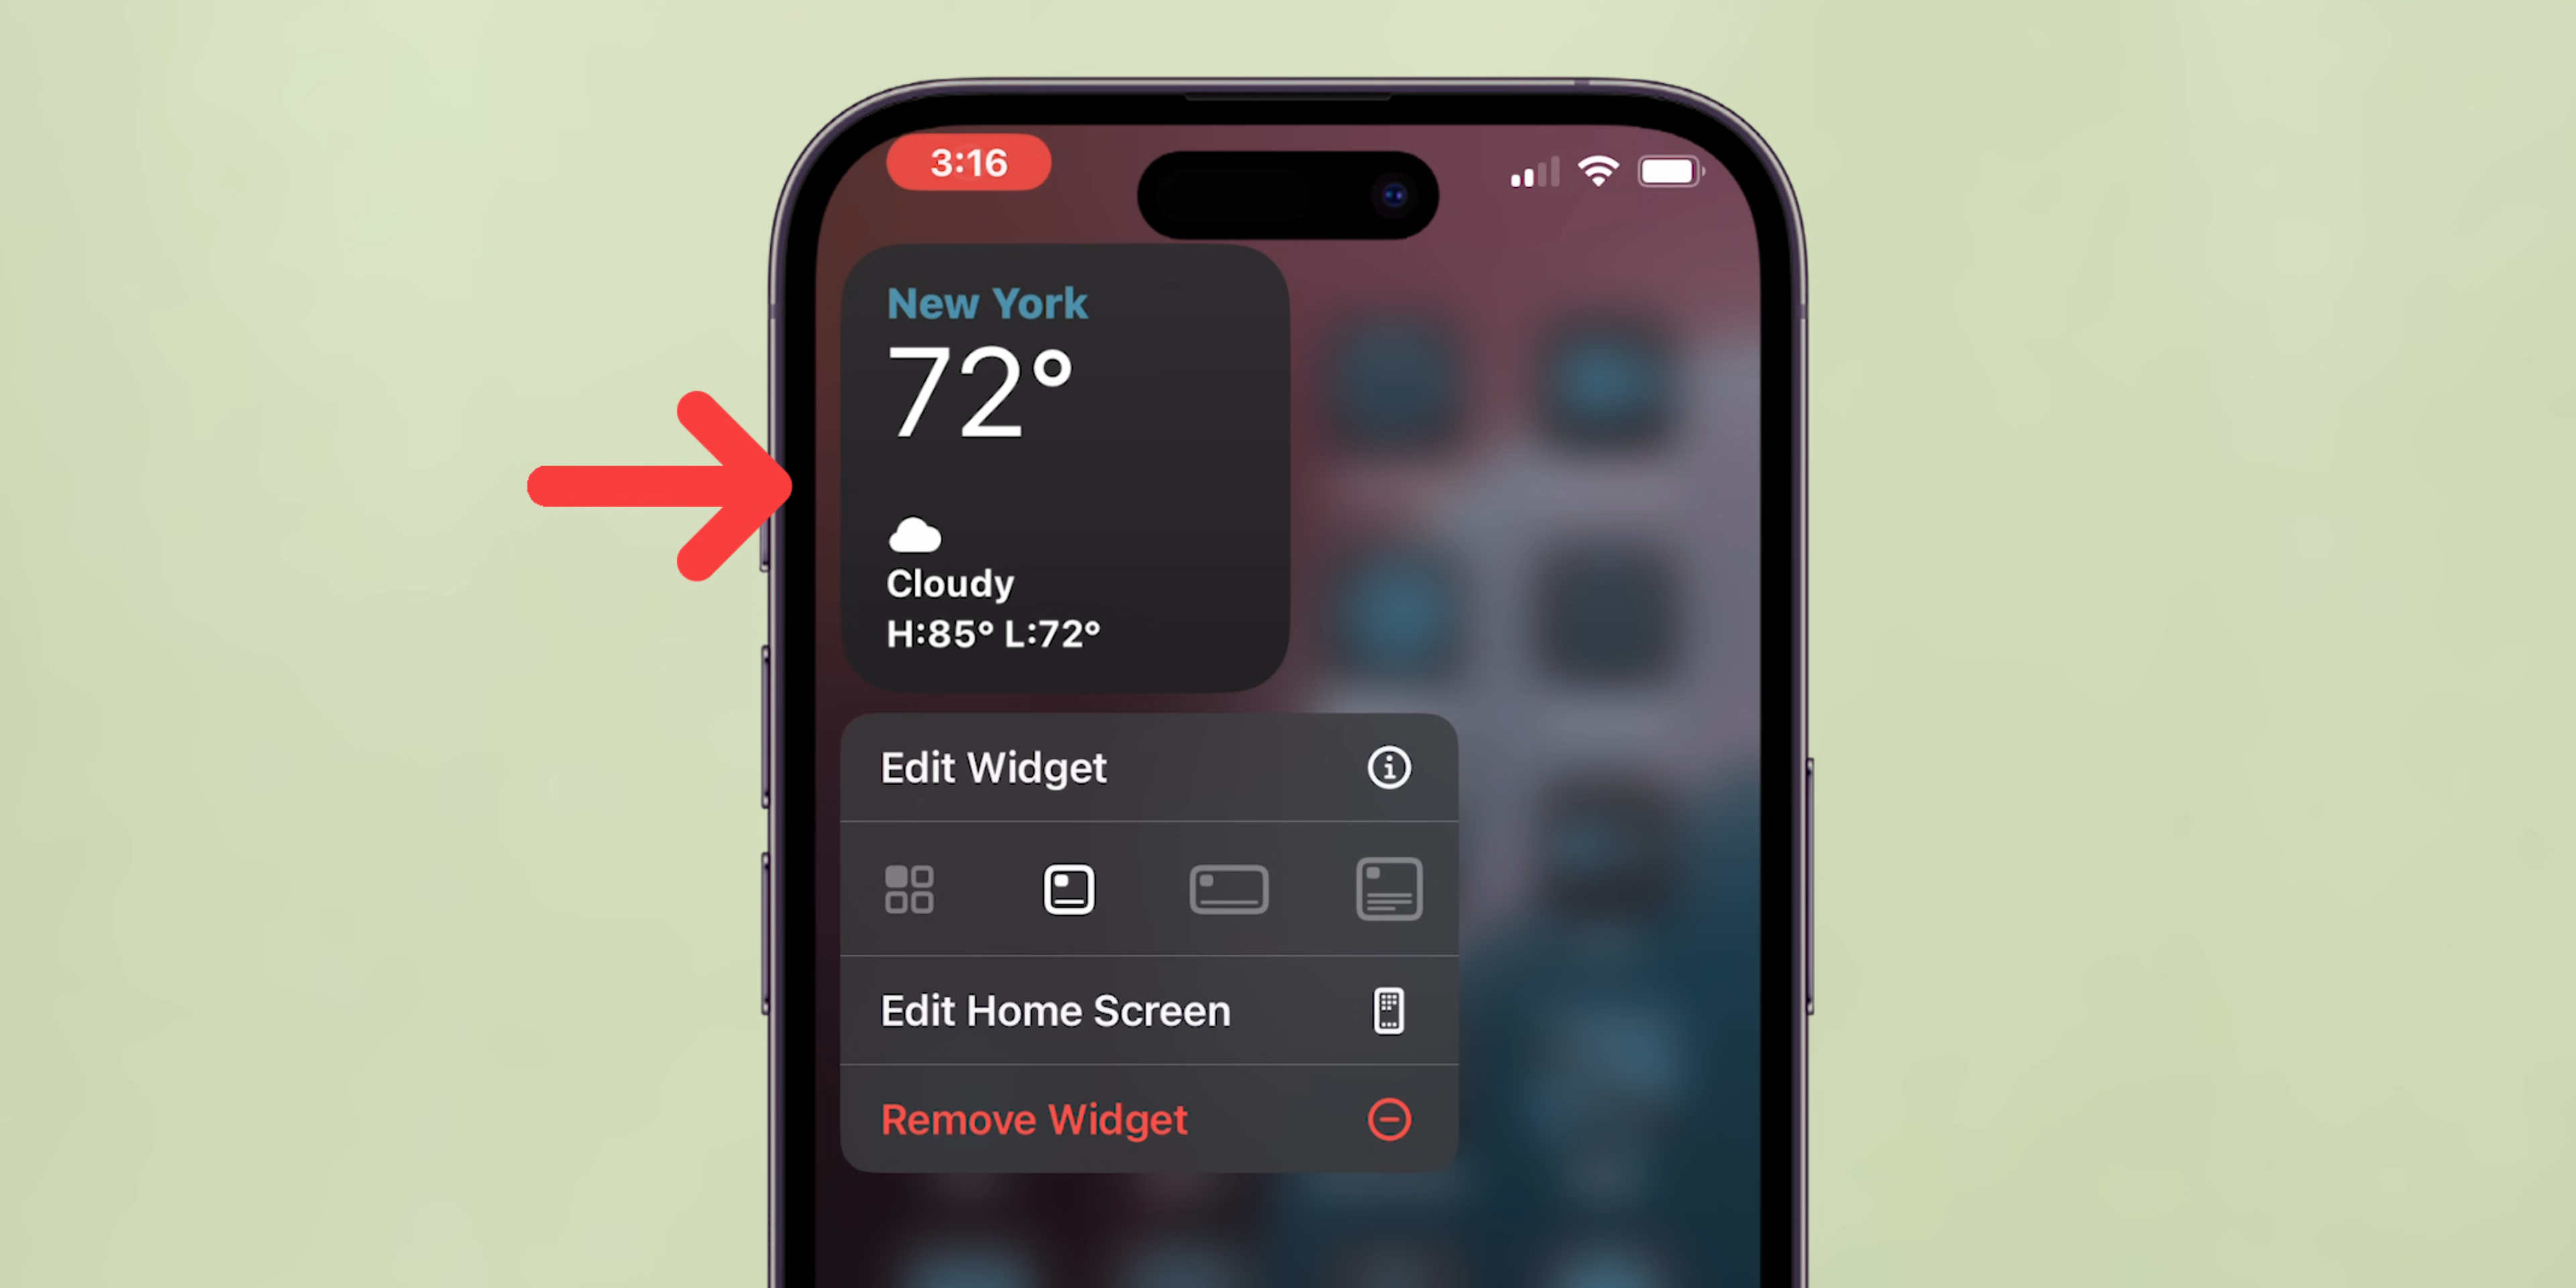 3:16
New York
72°
Cloudy
H:85° L:72°
Edit Widget
Edit Home Screen
Remove Widget